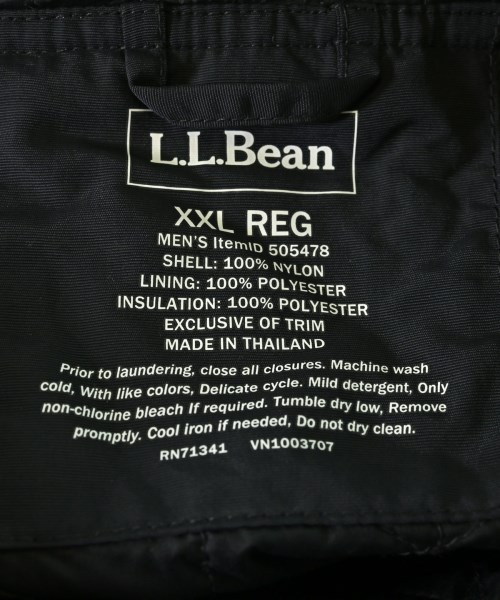 L.L.Bean
XXL REG
MEN'S ItemID 505478
SHELL: 100% NYLON
LINING: 100% POLYESTER
INSULATION: 100% POLYESTER
EXCLUSIVE OF TRIM
MADE IN THAILAND
Prior to laundering, close all closures. Machine wash
cold, With like colors, Delicate cycle. Mild detergent, Only
non-chlorine bleach If required. Tumble dry low, Remove
promptly. Cool iron if needed, Do not dry clean.
RN71341 VN1003707